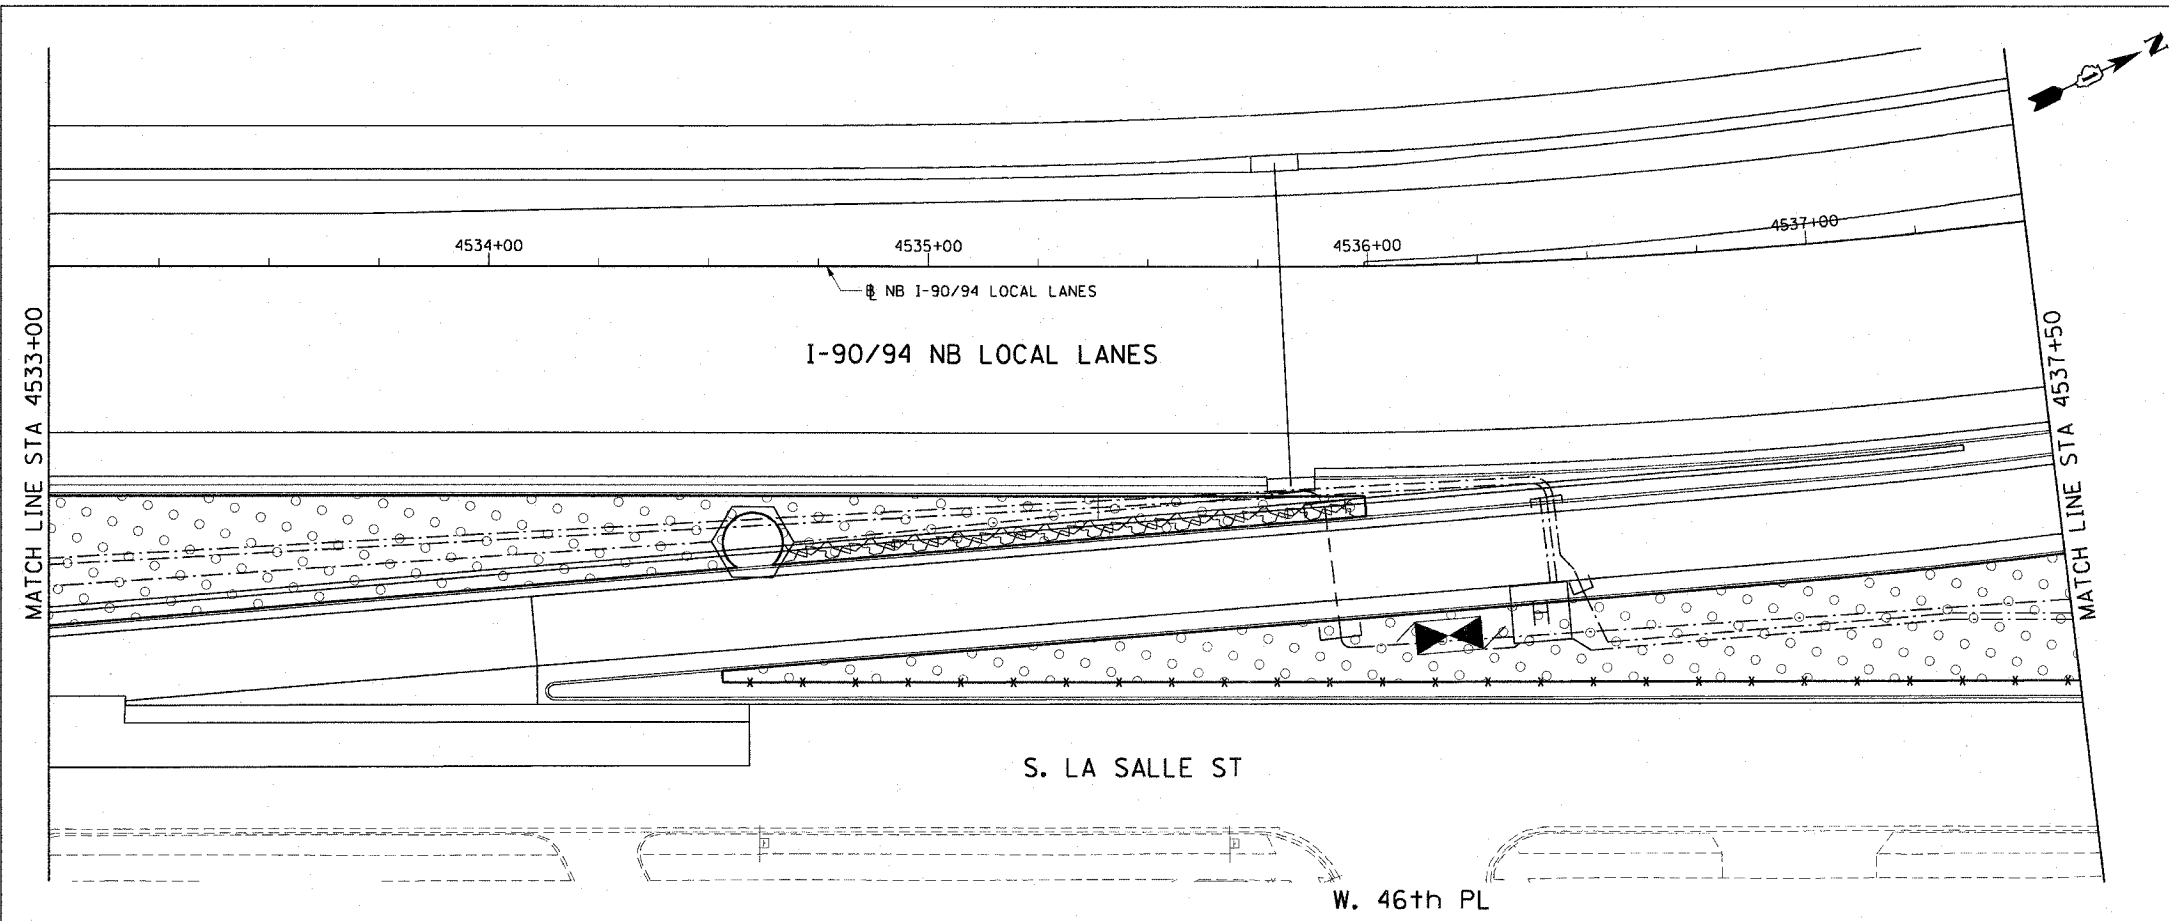 N
4534+00
4535+00
4536+00
4537+00
℄ NB I-90/94 LOCAL LANES
I-90/94 NB LOCAL LANES
MATCH LINE STA 4533+00
MATCH LINE STA 4537+50
S. LA SALLE ST
W. 46th PL